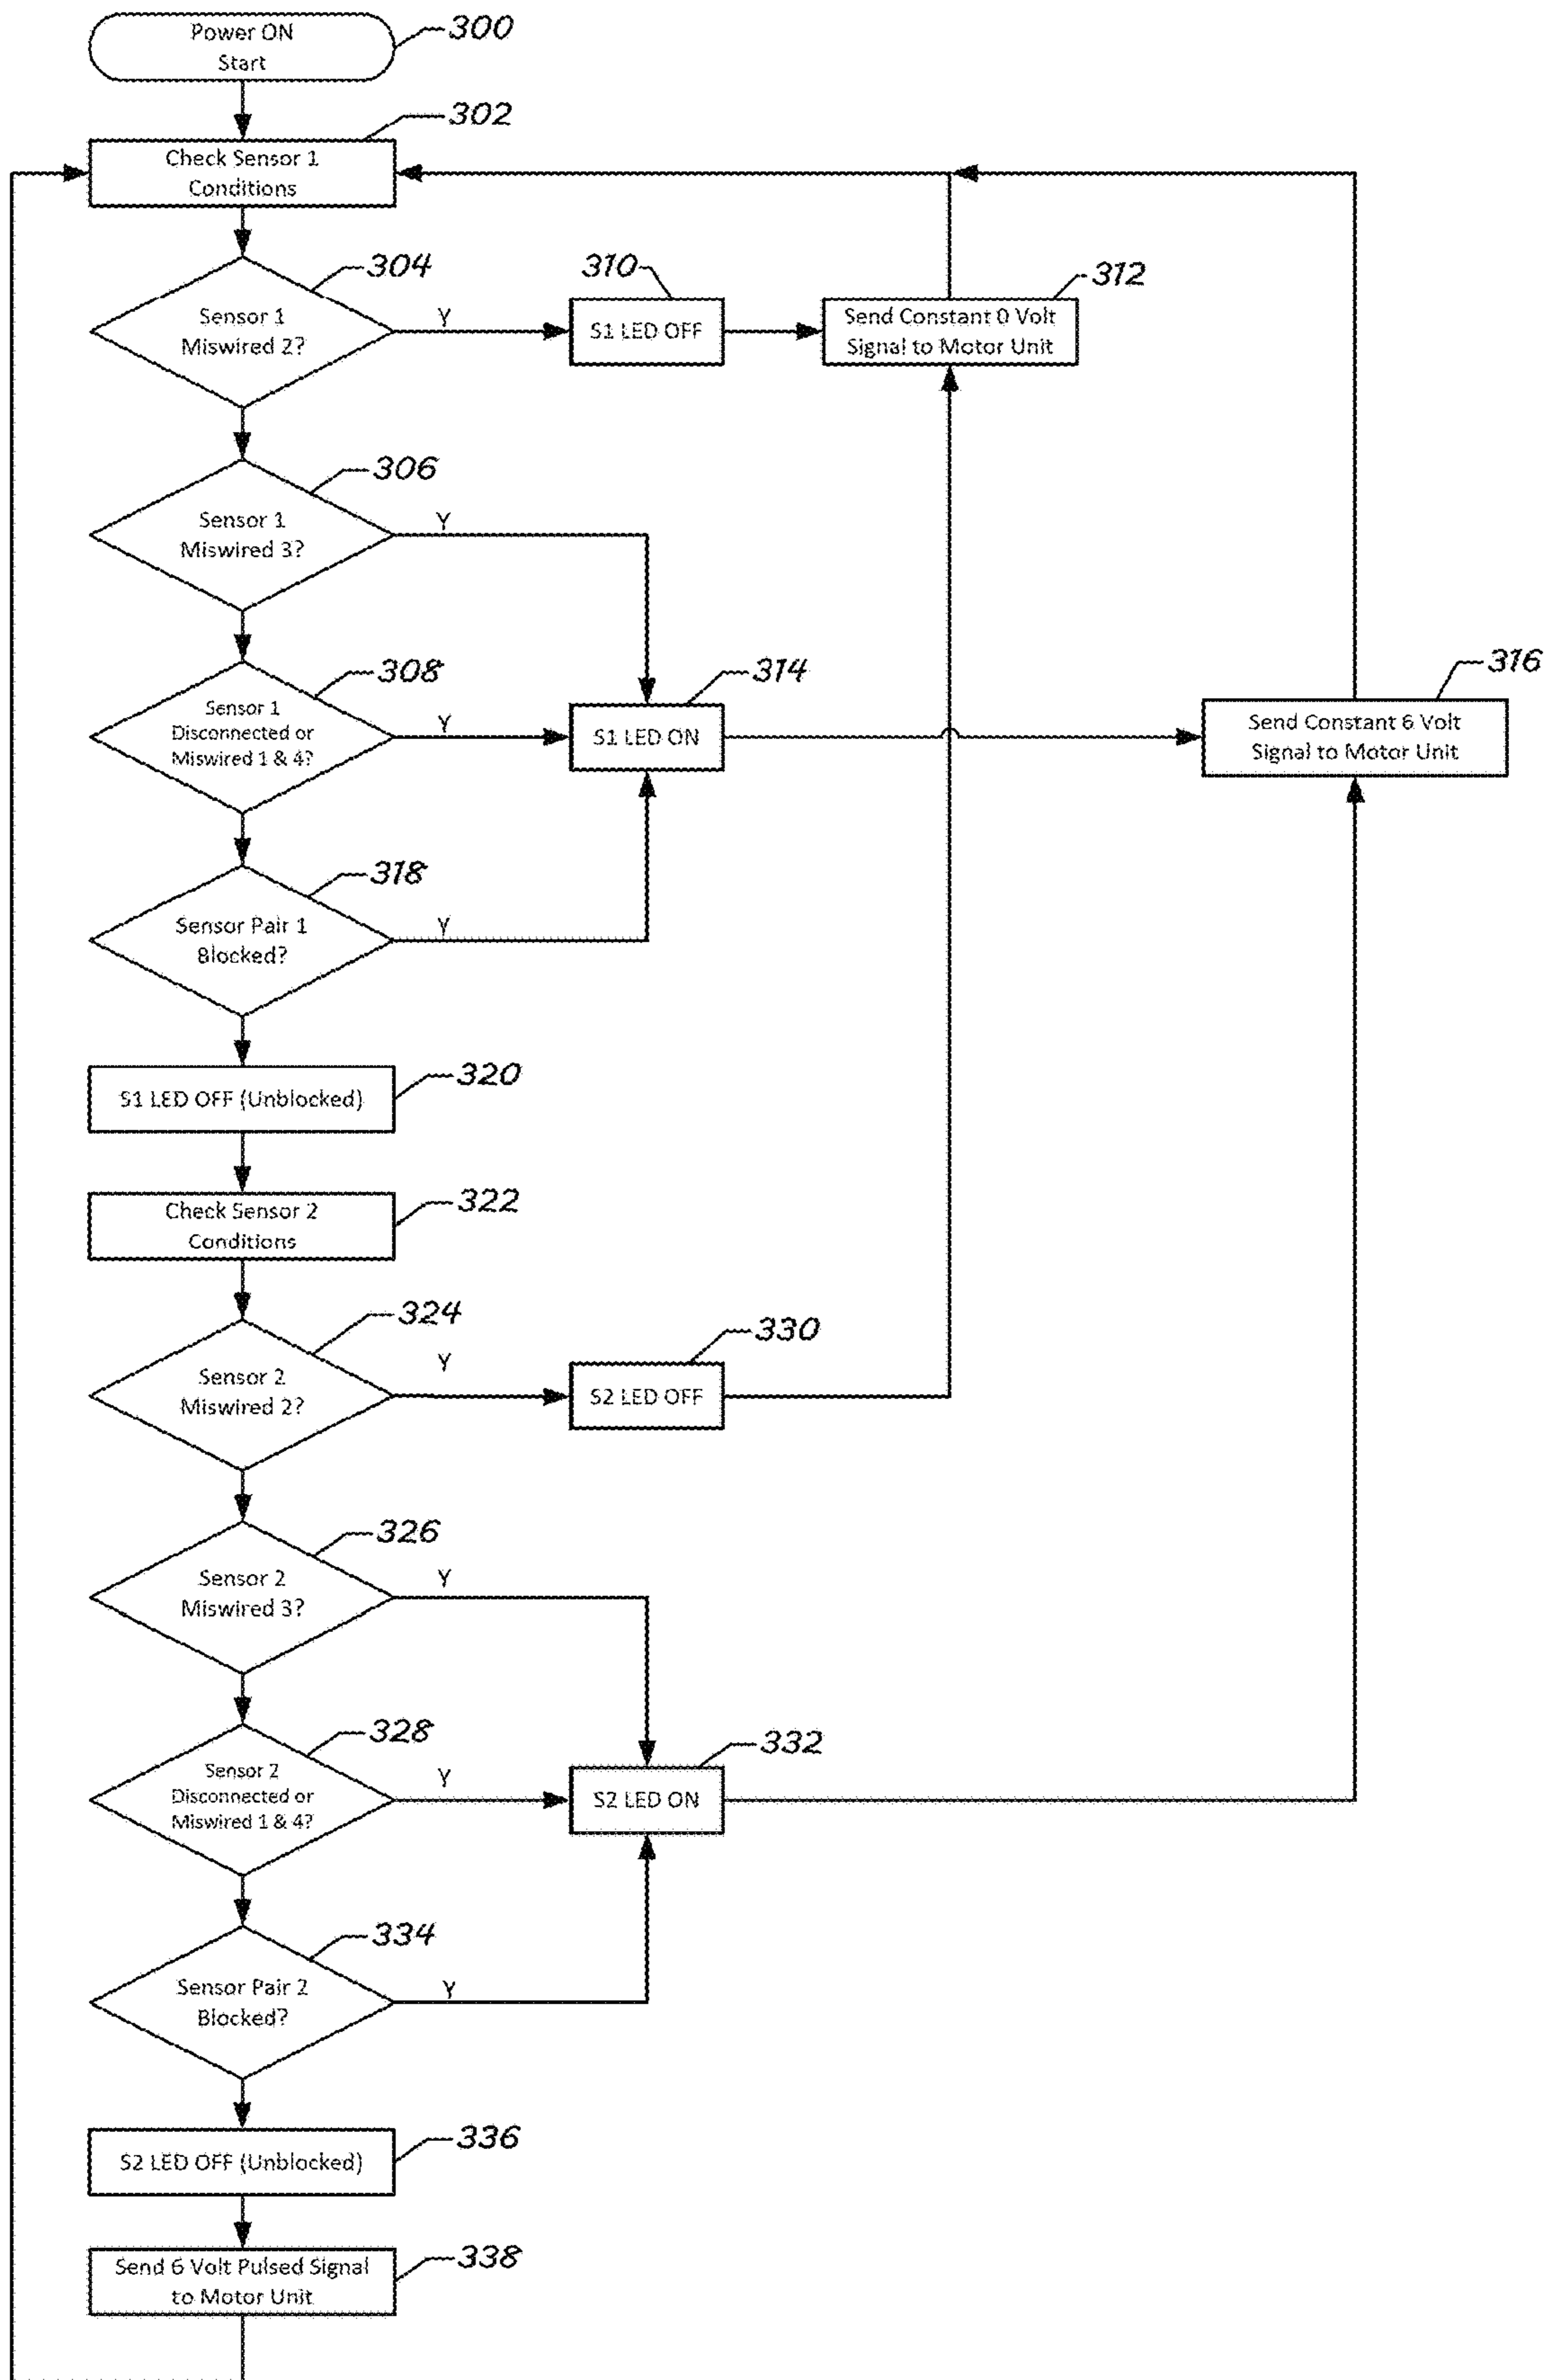 Power ON
Start
300
302
Check Sensor 1
Conditions
304
Sensor 1
Miswired 2?
Y
310
S1 LED OFF
312
Send Constant 0 Volt
Signal to Motor Unit
306
Sensor 1
Miswired 3?
Y
308
Sensor 1
Disconnected or
Miswired 1 & 4?
Y
314
S1 LED ON
316
Send Constant 6 Volt
Signal to Motor Unit
318
Sensor Pair 1
Blocked?
Y
320
S1 LED OFF (Unblocked)
322
Check Sensor 2
Conditions
324
Sensor 2
Miswired 2?
Y
330
S2 LED OFF
326
Sensor 2
Miswired 3?
Y
328
Sensor 2
Disconnected or
Miswired 1 & 4?
Y
332
S2 LED ON
334
Sensor Pair 2
Blocked?
Y
336
S2 LED OFF (Unblocked)
338
Send 6 Volt Pulsed Signal
to Motor Unit